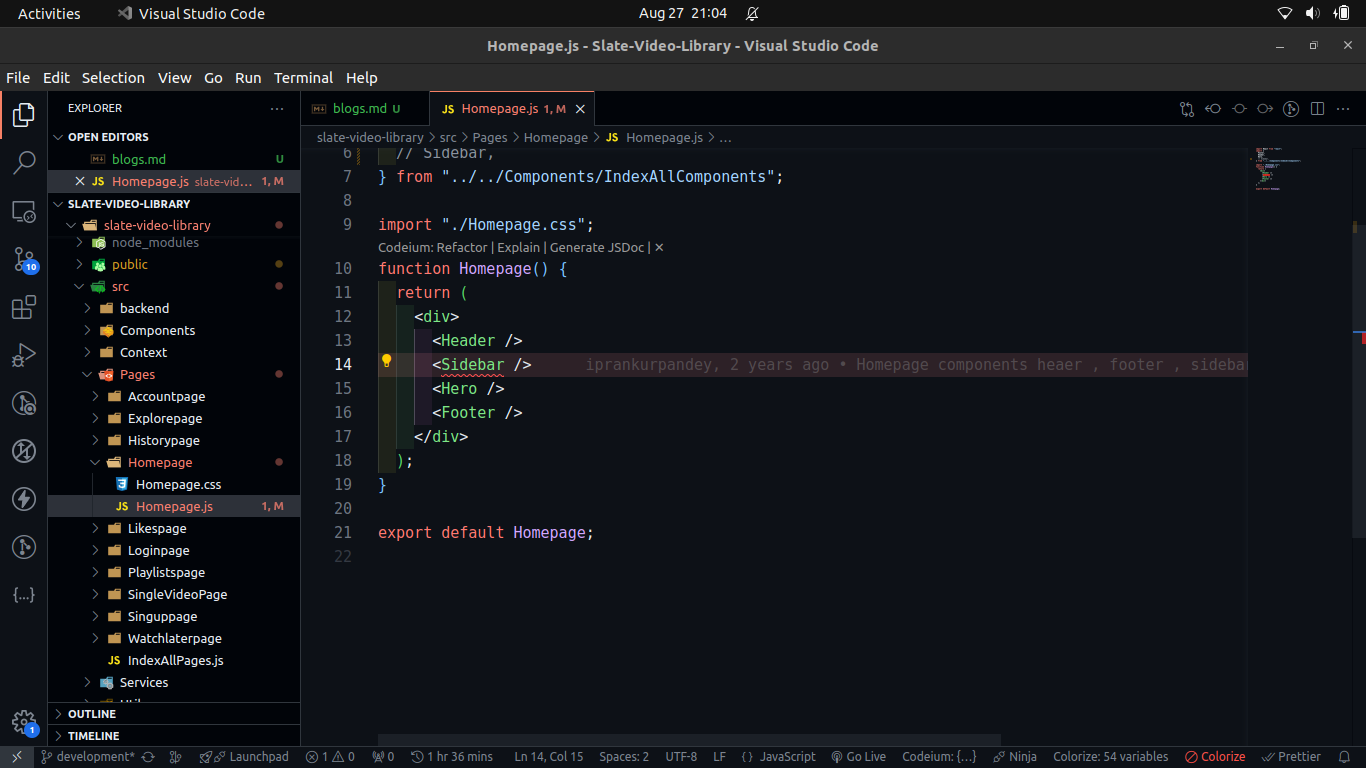 Activities
Visual Studio Code
Aug 27 21:04
Homepage.js - Slate-Video-Library - Visual Studio Code
File Edit Selection View Go Run Terminal Help
EXPLORER
OPEN EDITORS
blogs.md U
JS Homepage.js slate-vid... 1, M
SLATE-VIDEO-LIBRARY
slate-video-library
node_modules
public
src
backend
Components
Context
Pages
Accountpage
Explorepage
Historypage
Homepage
Homepage.css
JS Homepage.js 1, M
Likespage
Loginpage
Playlistspage
SingleVideoPage
Singuppage
Watchlaterpage
JS IndexAllPages.js
Services
OUTLINE
TIMELINE
10
1
blogs.md U
JS Homepage.js 1, M
slate-video-library > src > Pages > Homepage > JS Homepage.js > ...
6 // Sidebar,
7 } from "../../Components/IndexAllComponents";
8
9 import "./Homepage.css";
Codeium: Refactor | Explain | Generate JSDoc | ×
10 function Homepage() {
11 return (
12 <div>
13 <Header />
14 <Sidebar /> iprankurpandey, 2 years ago • Homepage components heaer , footer , sidebar
15 <Hero />
16 <Footer />
17 </div>
18 );
19 }
20
21 export default Homepage;
22
development* Launchpad 1 0 0 1 hr 36 mins Ln 14, Col 15 Spaces: 2 UTF-8 LF {} JavaScript Go Live Codeium: {...} Ninja Colorize: 54 variables Colorize Prettier